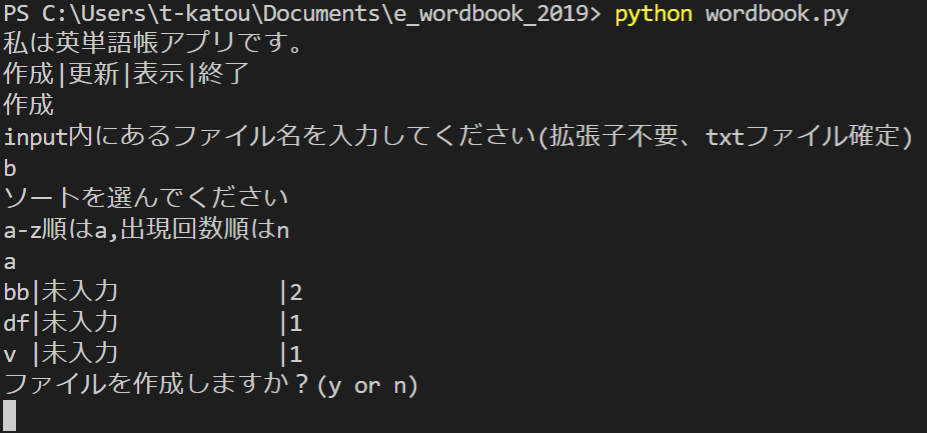 PS C:\Users\t-katou\Documents\e_wordbook_2019> python wordbook.py
私は英単語帳アプリです。
作成|更新|表示|終了
作成
input内にあるファイル名を入力してください(拡張子不要、txtファイル確定)
b
ソートを選んでください
a-z順はa,出現回数順はn
a
bb|未入力          |2
df|未入力          |1
v |未入力          |1
ファイルを作成しますか？(y or n)